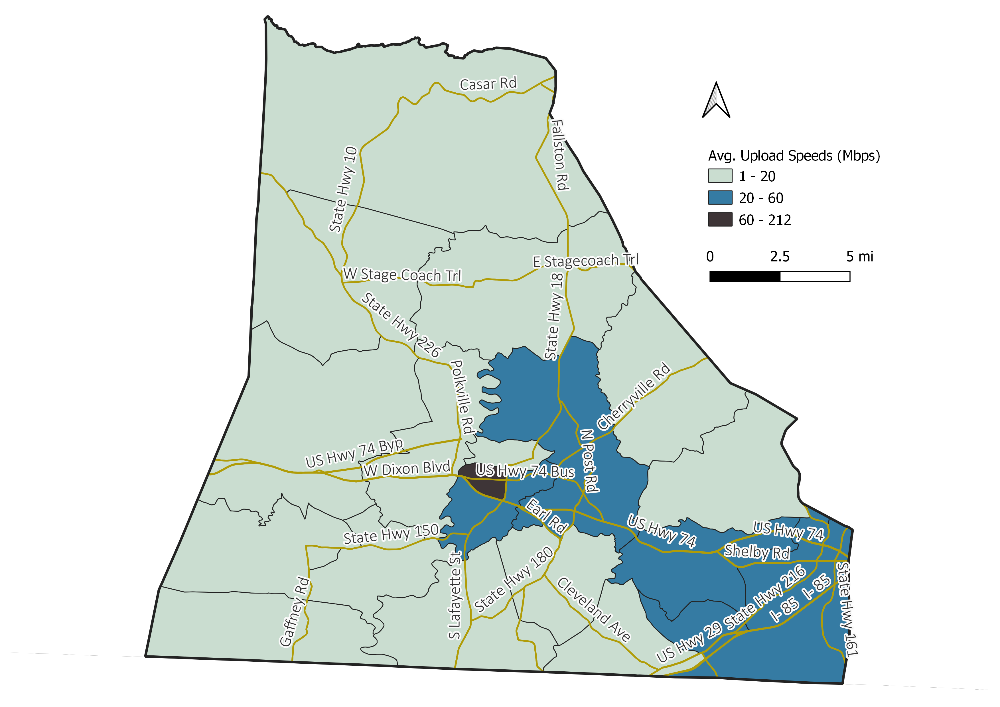 Casar Rd
Fallston Rd
State Hwy 10
Avg. Upload Speeds (Mbps)
1 - 20
20 - 60
60 - 212
0 2.5 5 mi
E Stagecoach Trl
W Stage Coach Trl
State Hwy 18
State Hwy 226
Polkville Rd
Cherryville Rd
N Post Rd
US Hwy 74 Byp
W Dixon Blvd
US Hwy 74 Bus
Earl Rd
US Hwy 74
US Hwy 74
State Hwy 150
Shelby Rd
S Lafayette St
State Hwy 180
Gaffney Rd
Cleveland Ave
State Hwy 216
I- 85
I- 85
US Hwy 29
State Hwy 161